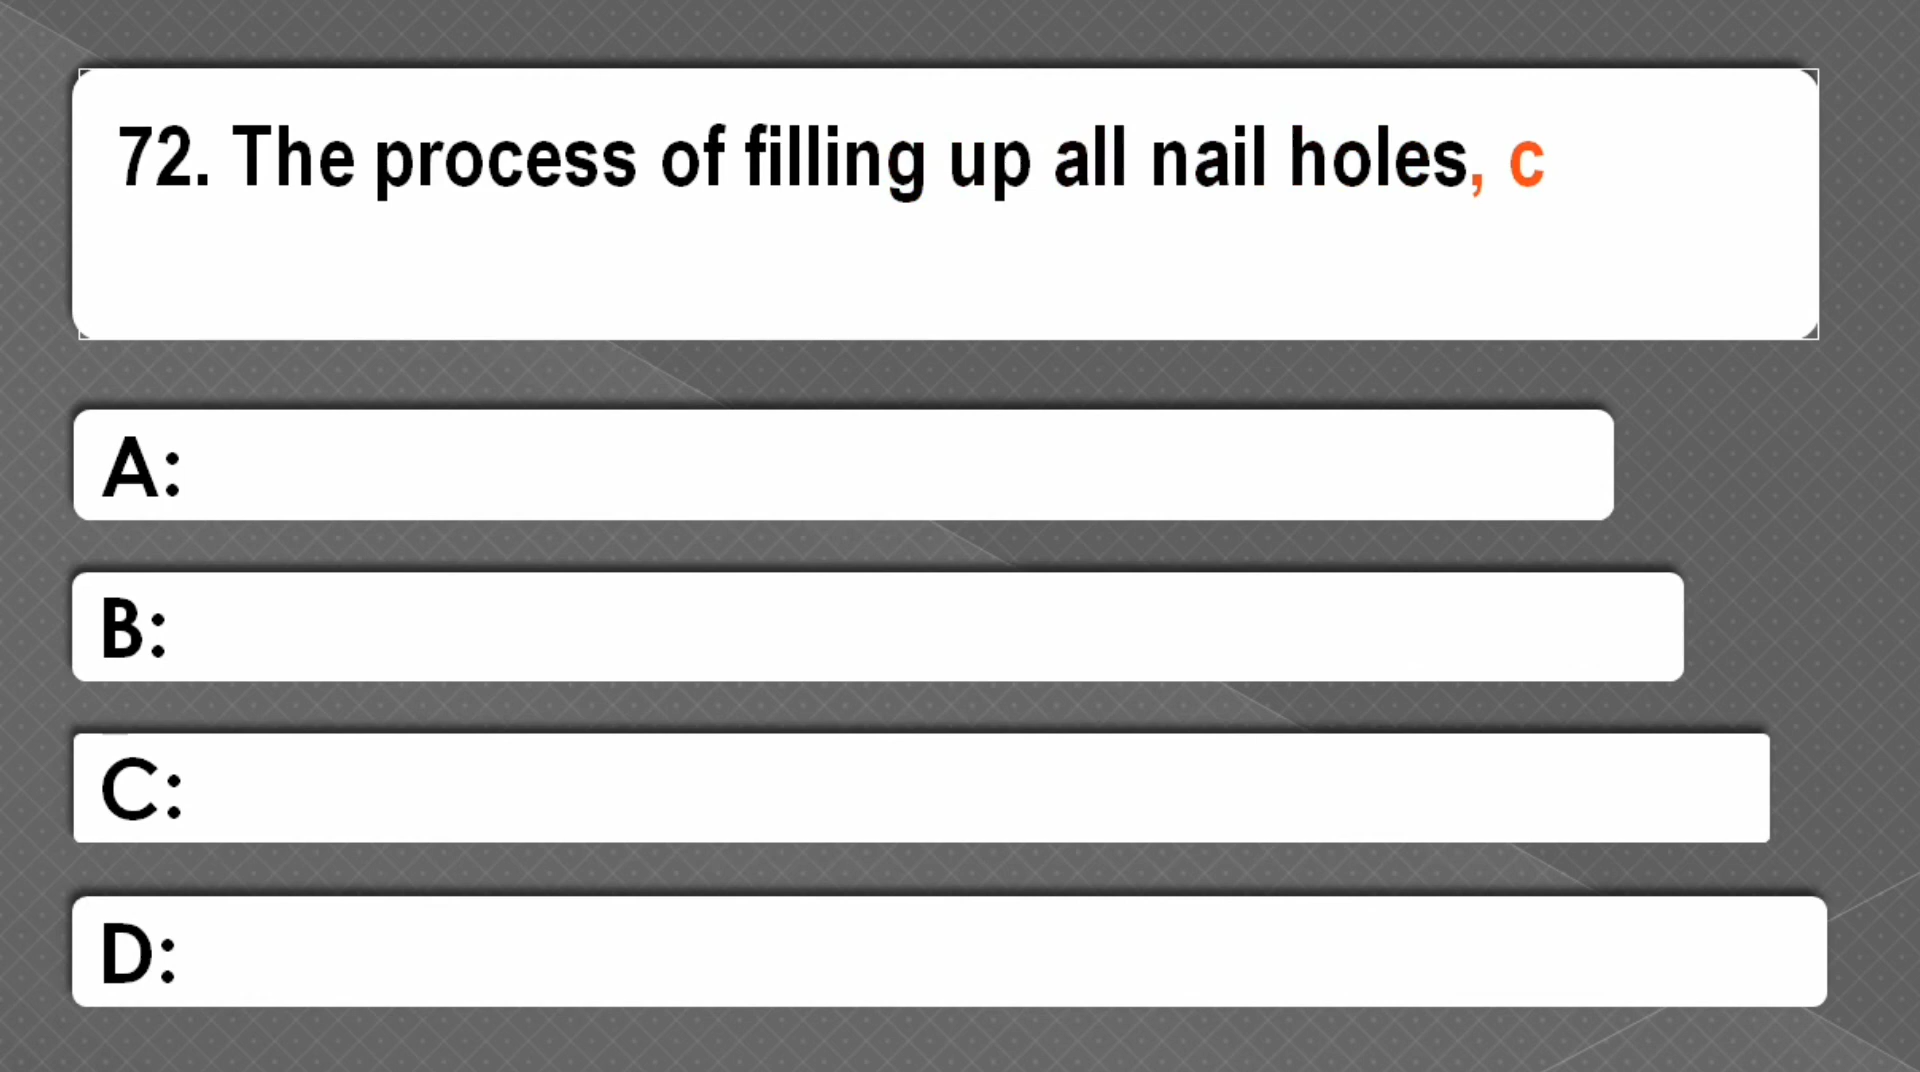 72. The process of filling up all nail holes, c
A:
B:
C:
D: